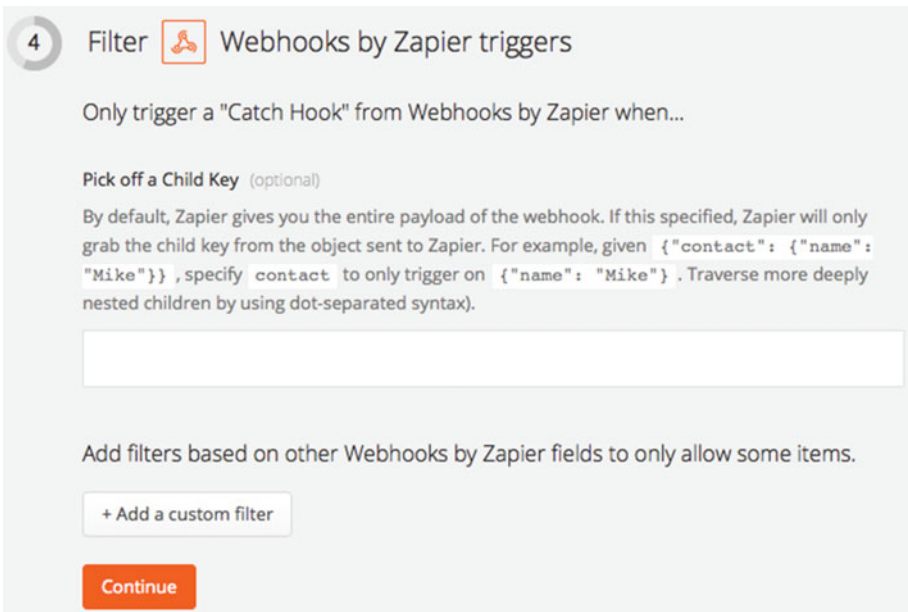 4 Filter Webhooks by Zapier triggers
Only trigger a "Catch Hook" from Webhooks by Zapier when...
Pick off a Child Key (optional)
By default, Zapier gives you the entire payload of the webhook. If this specified, Zapier will only
grab the child key from the object sent to Zapier. For example, given {"contact": {"name":
"Mike"}} , specify contact to only trigger on {"name": "Mike"} . Traverse more deeply
nested children by using dot-separated syntax).
Add filters based on other Webhooks by Zapier fields to only allow some items.
+ Add a custom filter
Continue